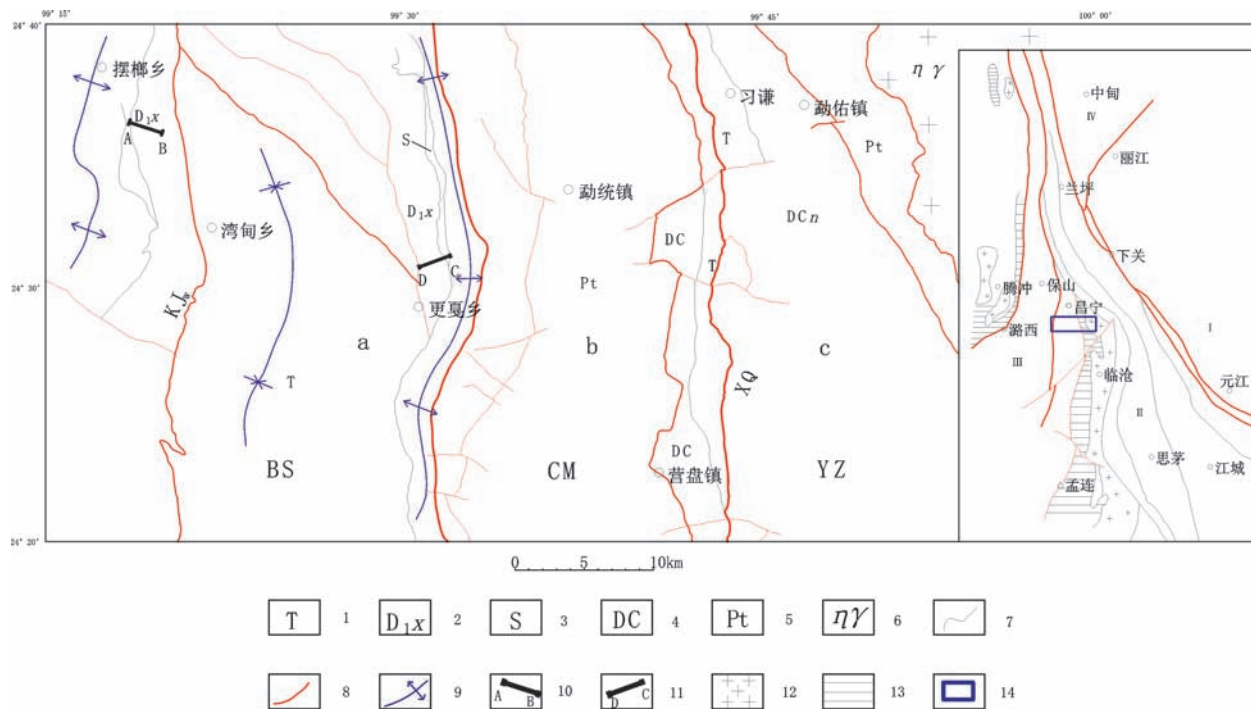 99° 15′
99° 30′
99° 45′
100° 00′
24° 40′
24° 30′
24° 20′
摆榔乡
D₁x
A
B
湾甸乡
KJ
T
BS
a
S
D₁x
D
C
更戛乡
勐统镇
Pt
b
CM
DC
T
T
习谦
勐佑镇
Pt
ηγ
DCn
c
XQ
DC
营盘镇
YZ
中甸
Ⅳ
丽江
兰坪
下关
腾冲
保山
昌宁
潞西
Ⅰ
Ⅲ
临沧
元江
Ⅱ
思茅
江城
孟连
0 5 10km
T 1 D₁x 2 S 3 DC 4 Pt 5 ηγ 6 7
8 9 A B 10 D C 11 12 13 14